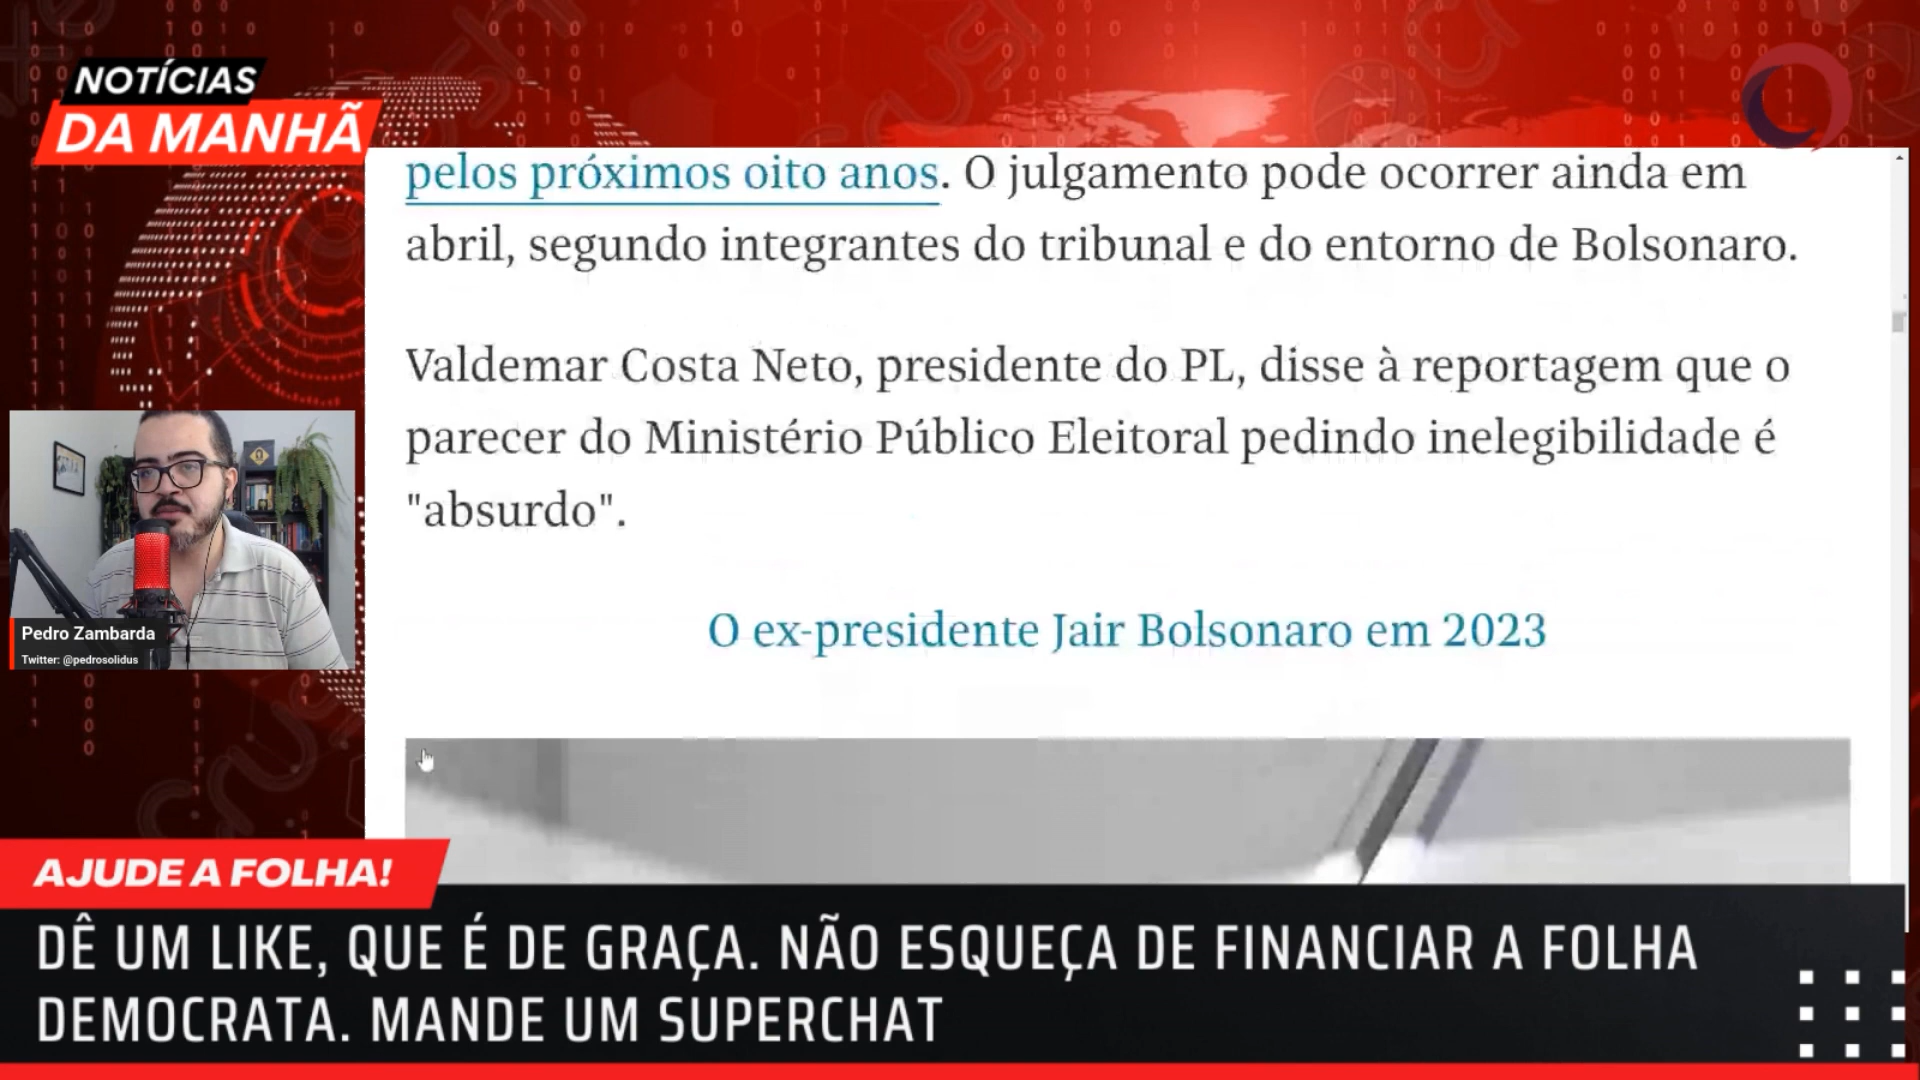 NOTÍCIAS
DA MANHÃ
pelos próximos oito anos. O julgamento pode ocorrer ainda em
abril, segundo integrantes do tribunal e do entorno de Bolsonaro.
Valdemar Costa Neto, presidente do PL, disse à reportagem que o
parecer do Ministério Público Eleitoral pedindo inelegibilidade é
"absurdo".
O ex-presidente Jair Bolsonaro em 2023
Pedro Zambarda
Twitter: @pedrosolidus
AJUDE A FOLHA!
DÊ UM LIKE, QUE É DE GRAÇA. NÃO ESQUEÇA DE FINANCIAR A FOLHA
DEMOCRATA. MANDE UM SUPERCHAT